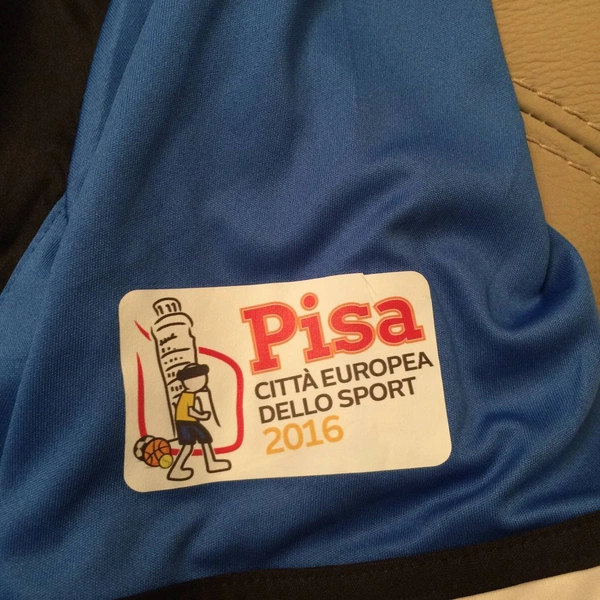 Pisa
CITTÀ EUROPEA
DELLO SPORT
2016